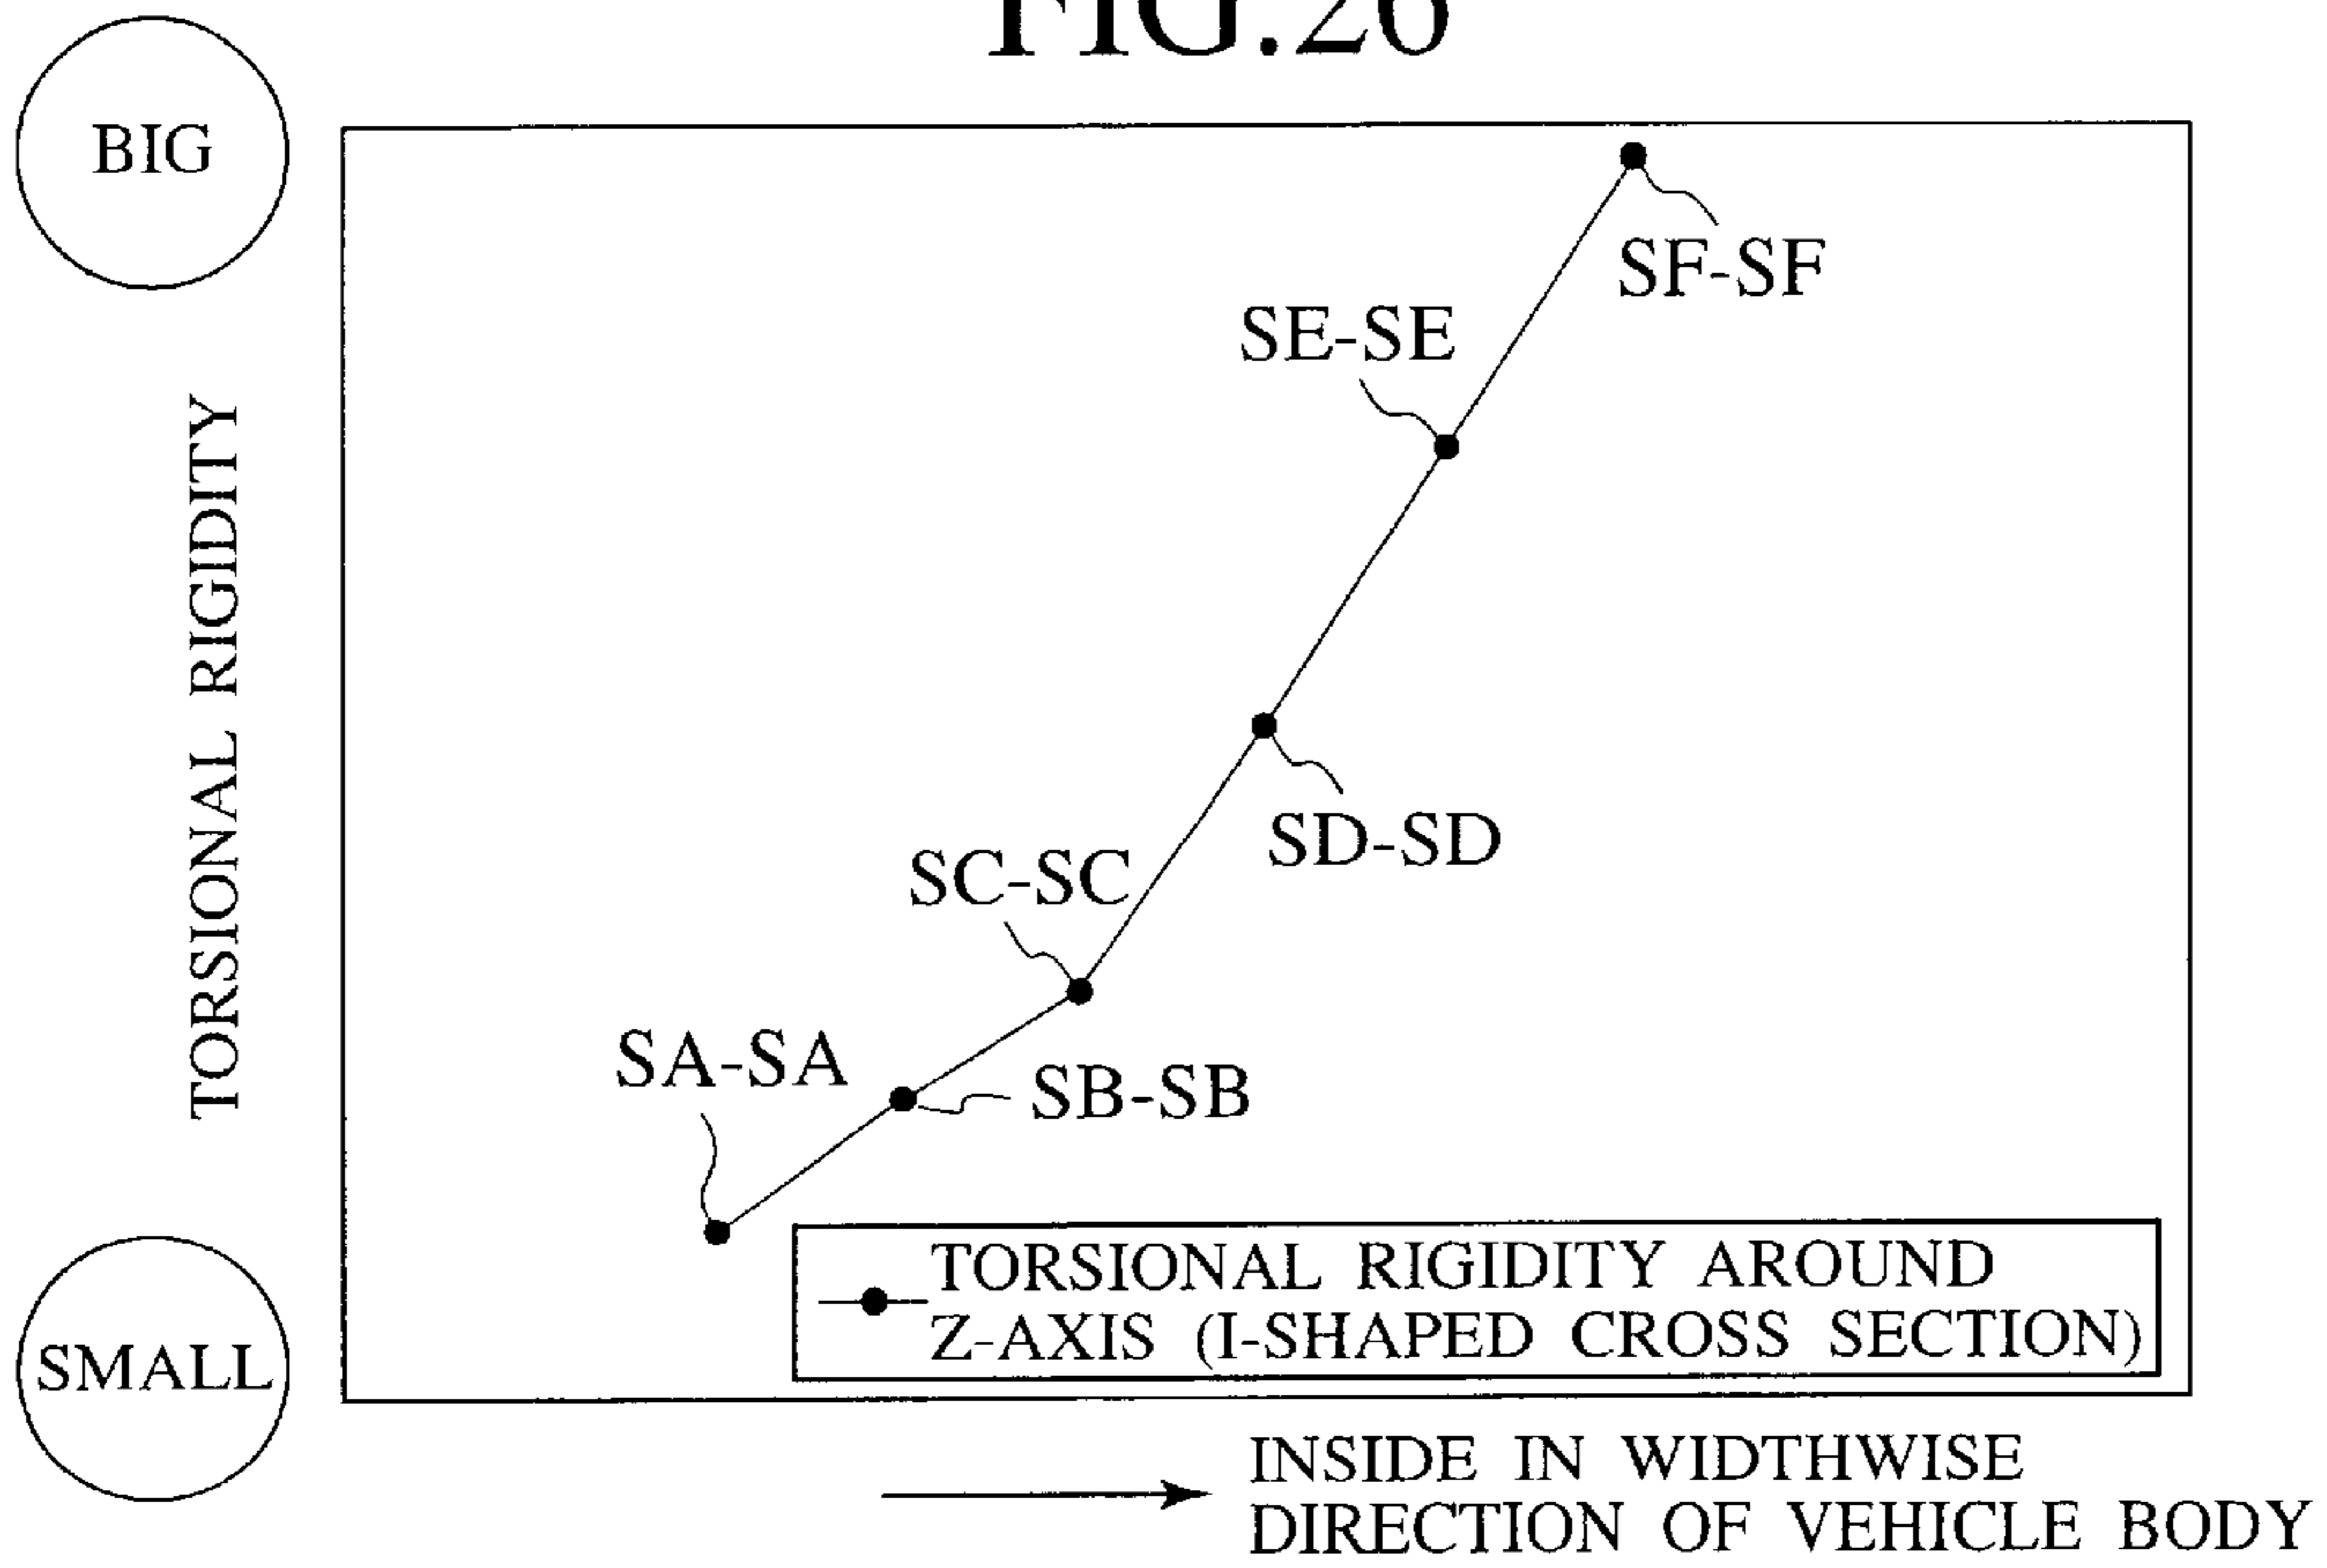 FIG.26
BIG
TORSIONAL RIGIDITY
SMALL
SF-SF
SE-SE
SD-SD
SC-SC
SA-SA
SB-SB
TORSIONAL RIGIDITY AROUND
Z-AXIS (I-SHAPED CROSS SECTION)
INSIDE IN WIDTHWISE
DIRECTION OF VEHICLE BODY